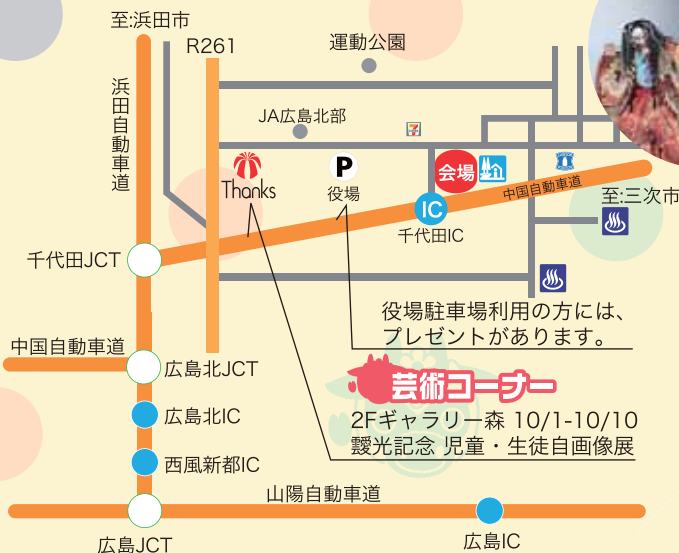 至:浜田市
R261
運動公園
浜田自動車道
JA広島北部
7
Thanks
P
役場
会場
中国自動車道
至:三次市
IC
千代田IC
千代田JCT
役場駐車場利用の方には、
プレゼントがあります。
中国自動車道
広島北JCT
芸術コーナー
広島北IC
2Fギャラリー森 10/1-10/10
靉光記念 児童・生徒自画像展
西風新都IC
山陽自動車道
広島JCT
広島IC